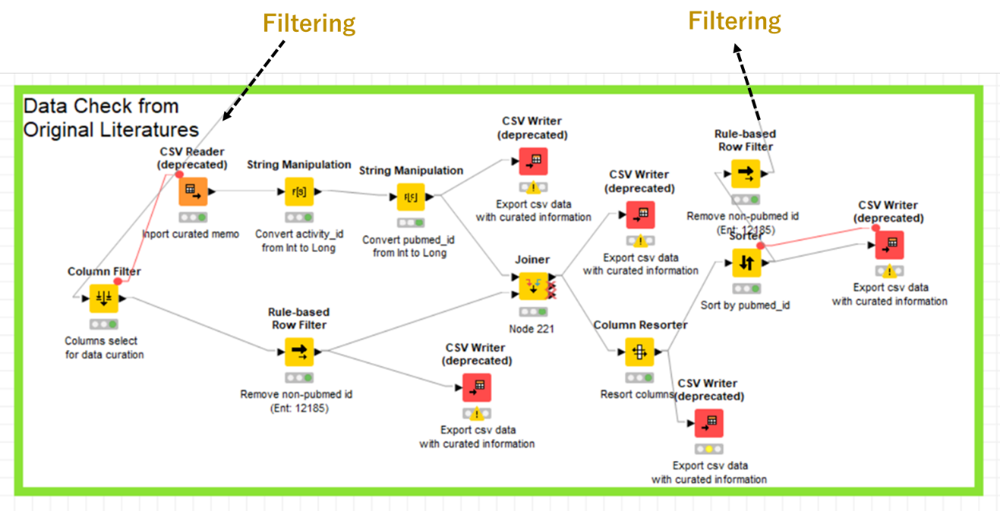 Filtering
Filtering
Data Check from
Original Literatures
CSV Reader
(deprecated)
Inport curated memo
String Manipulation
Convert activity_id
from Int to Long
String Manipulation
Convert pubmed_id
from Int to Long
CSV Writer
(deprecated)
Export csv data
with curated information
CSV Writer
(deprecated)
Export csv data
with curated information
Rule-based
Row Filter
Remove non-pubmed id
(Ent: 12185)
Sorter
Sort by pubmed_id
CSV Writer
(deprecated)
Export csv data
with curated information
Column Filter
Columns select
for data curation
Rule-based
Row Filter
Remove non-pubmed id
(Ent: 12185)
Joiner
Node 221
Column Resorter
Resort columns
CSV Writer
(deprecated)
Export csv data
with curated information
CSV Writer
(deprecated)
Export csv data
with curated information